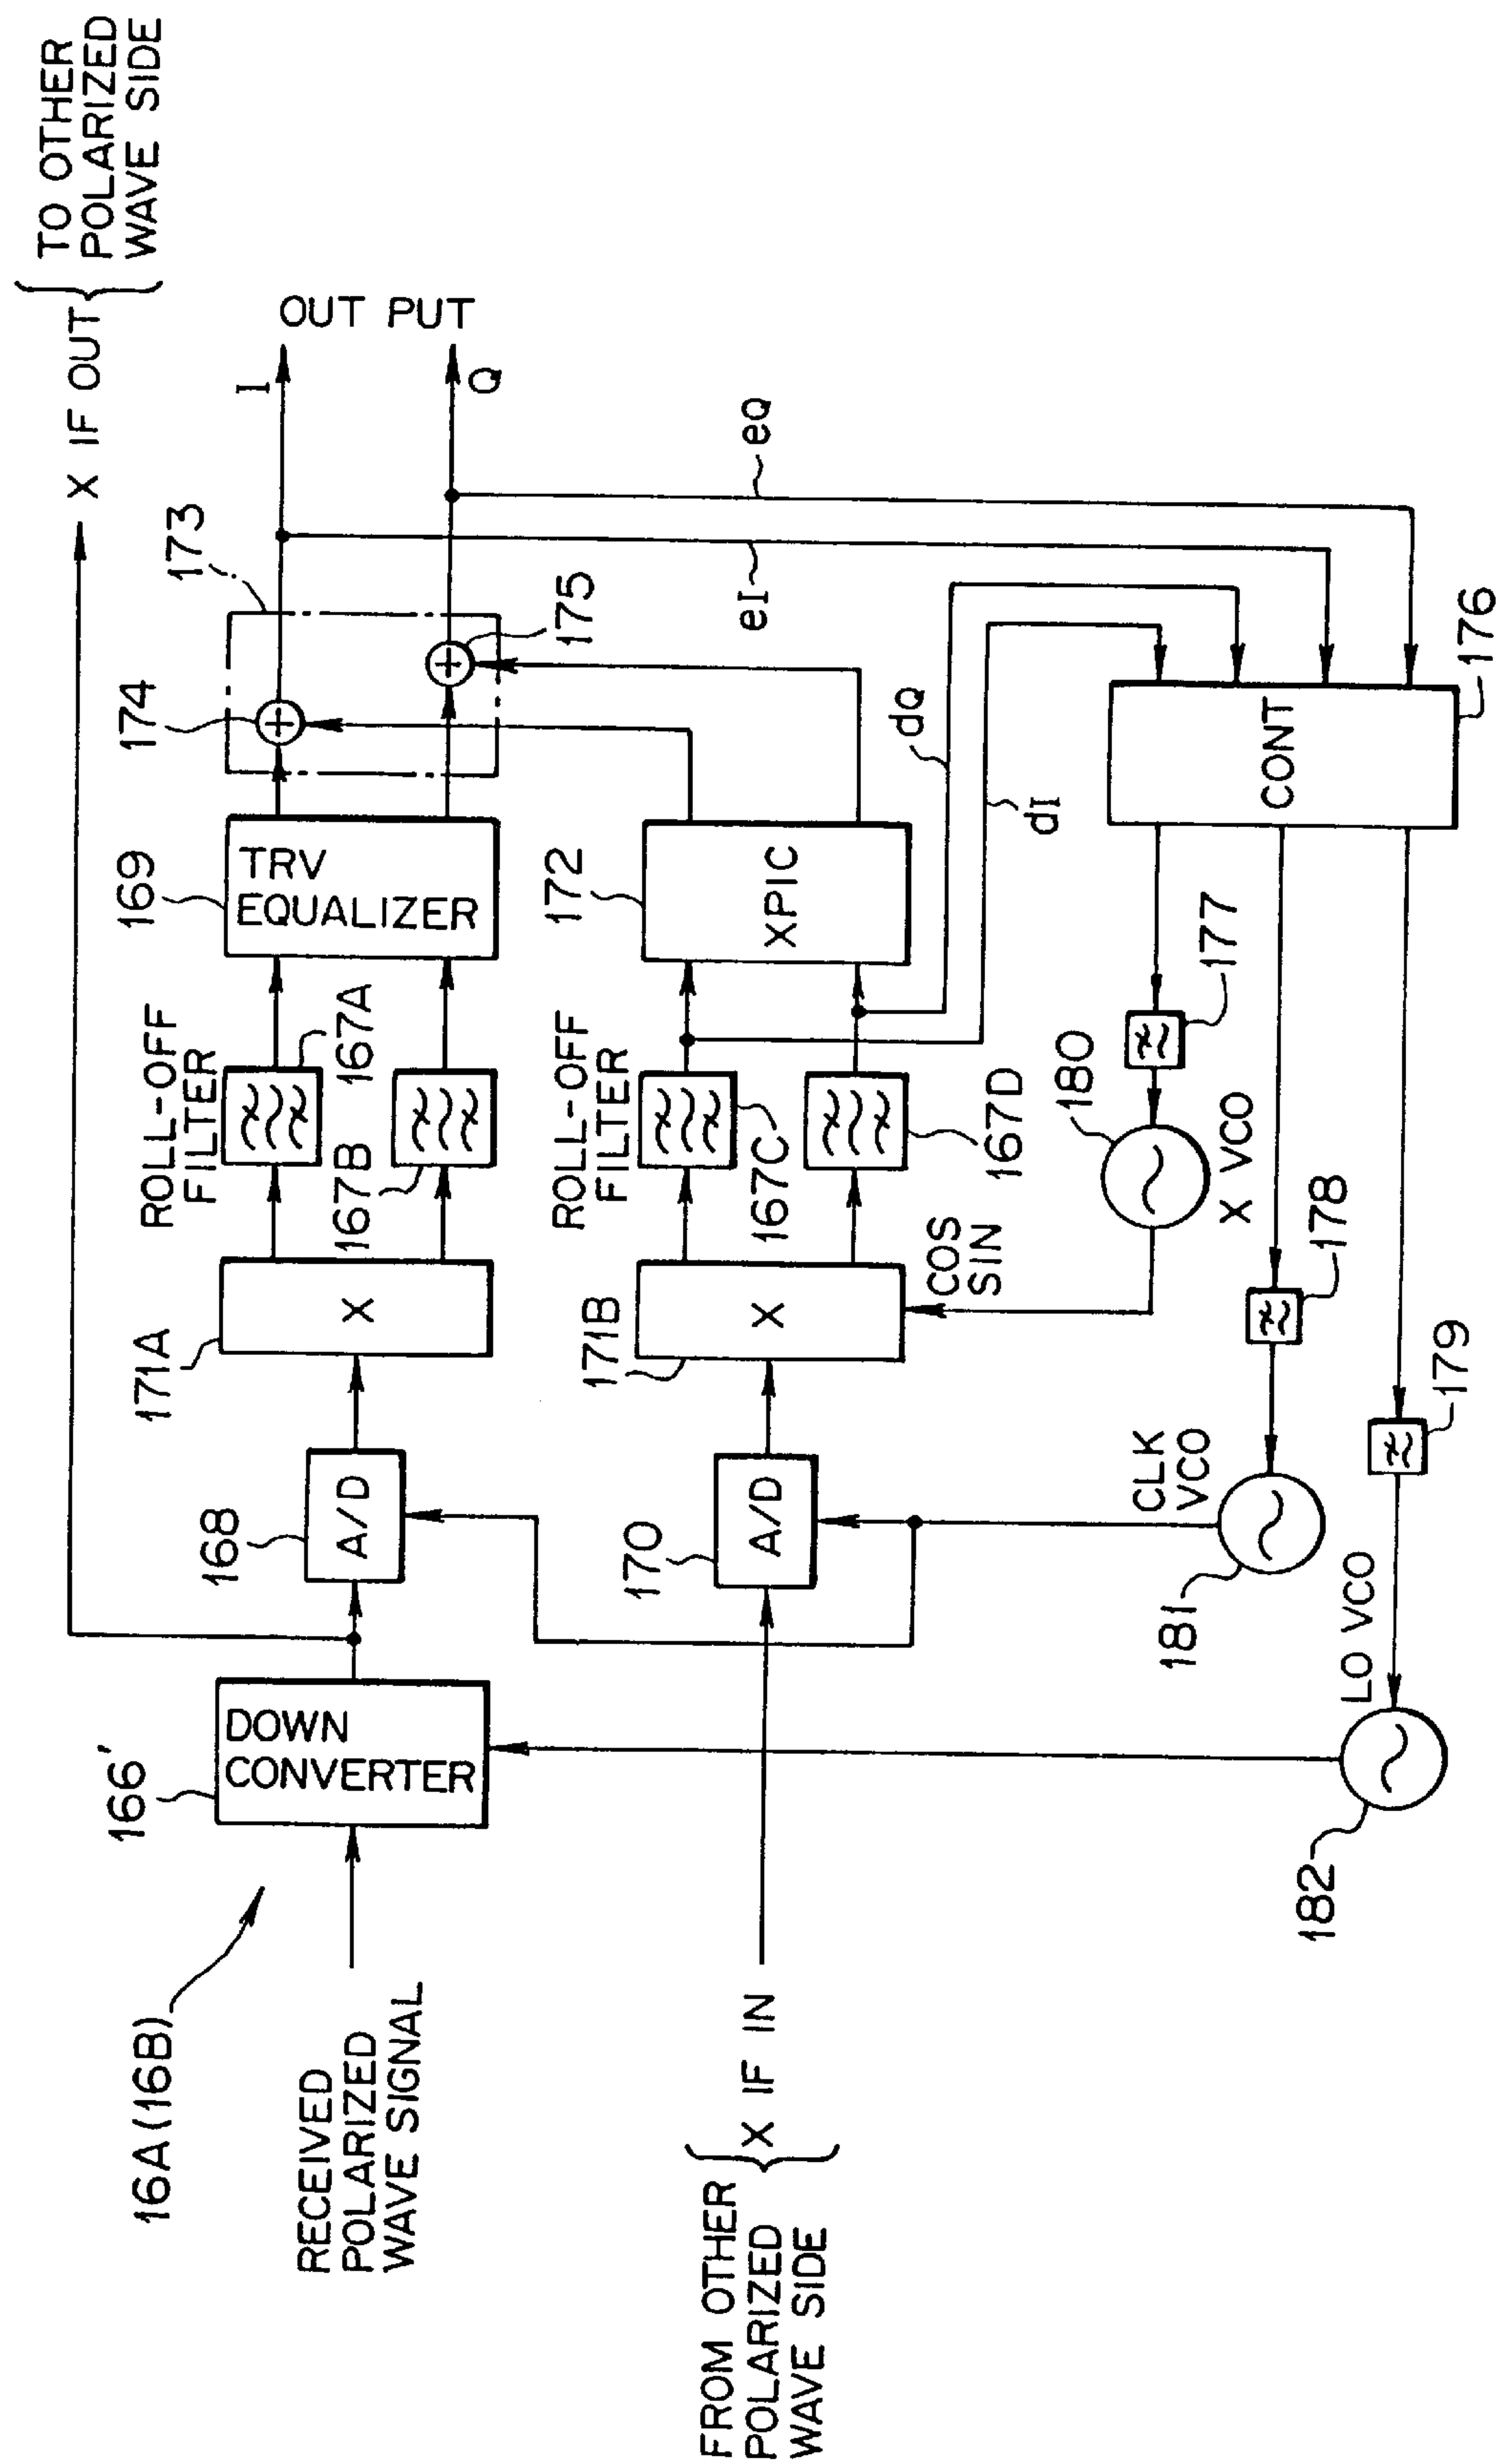 X IF OUT
TO OTHER
POLARIZED
WAVE SIDE
16A(16B)
166'
DOWN
CONVERTER
RECEIVED
POLARIZED
WAVE SIGNAL
168
A/D
171A
X
ROLL-OFF
FILTER
167A
167B
169
TRV
EQUALIZER
174
173
175
I
OUT PUT
Q
FROM OTHER
POLARIZED
WAVE SIDE
X IF IN
170
A/D
171B
X
COS
SIN
ROLL-OFF
FILTER
167C
167D
172
XPIC
dQ
dI
eI
eQ
CONT
176
177
180
X VCO
178
CLK
VCO
181
179
LO VCO
182